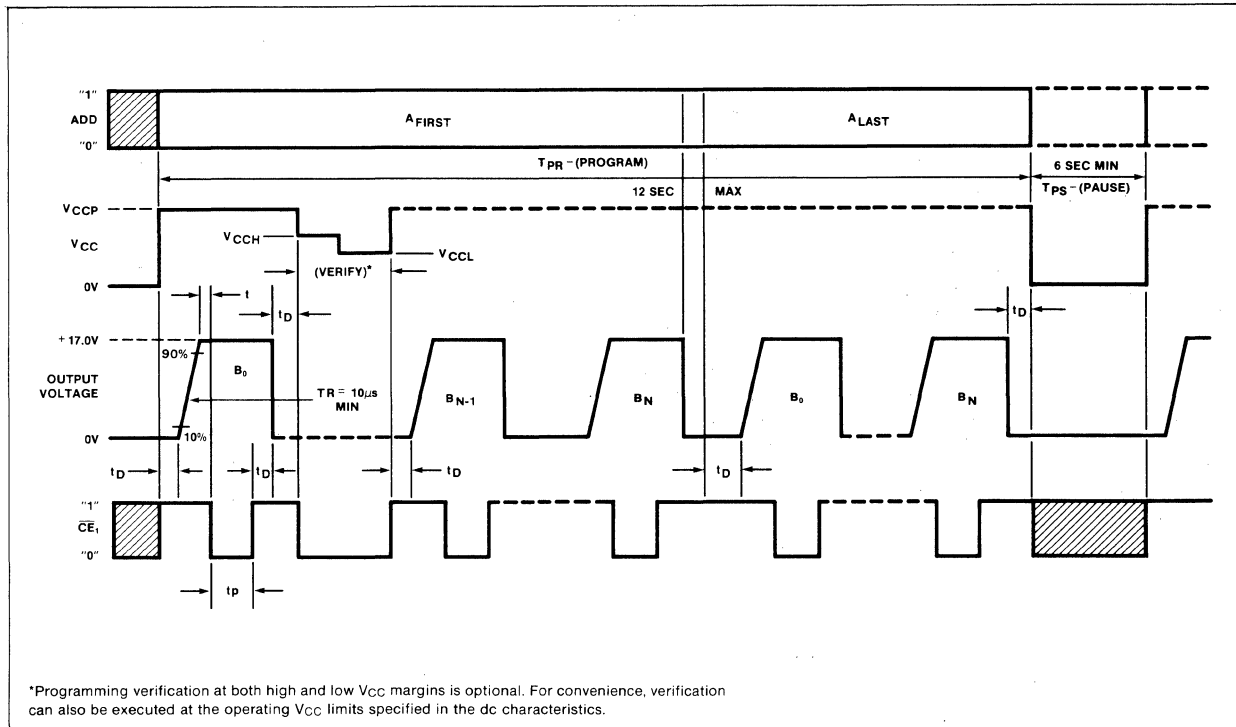 "1"
ADD
"0"
A FIRST
A LAST
TPR – (PROGRAM)
12 SEC MAX
6 SEC MIN
TPS – (PAUSE)
VCCP
VCC
0V
VCCH
VCCL
(VERIFY)*
t
tD
tD
+ 17.0V
90%
OUTPUT
VOLTAGE
B0
TR = 10μs
MIN
10%
0V
BN-1
BN
B0
BN
tD
tD
tD
tD
"1"
CE1
"0"
tp
*Programming verification at both high and low VCC margins is optional. For convenience, verification
can also be executed at the operating VCC limits specified in the dc characteristics.